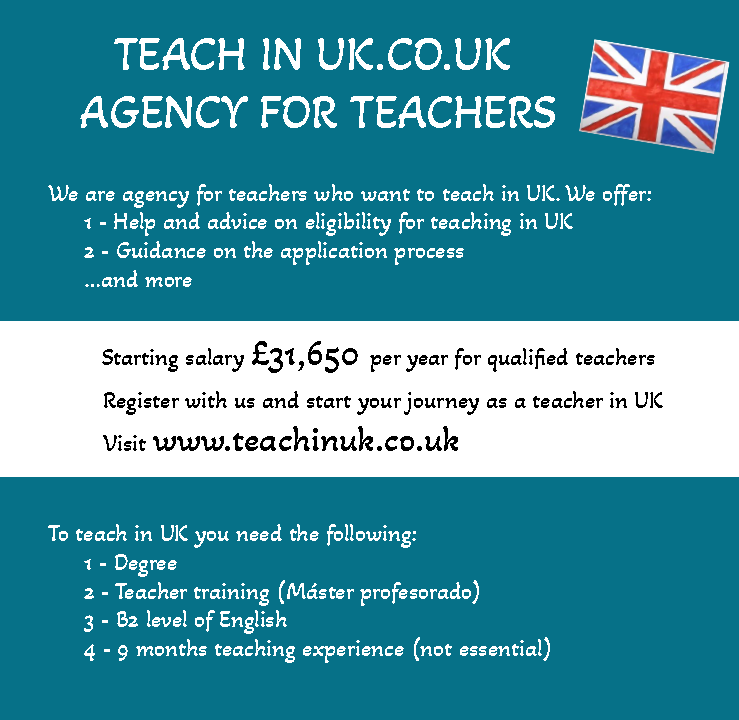 TEACH IN UK.CO.UK
AGENCY FOR TEACHERS
We are agency for teachers who want to teach in UK. We offer:
1 - Help and advice on eligibility for teaching in UK
2 - Guidance on the application process
...and more
Starting salary £31,650 per year for qualified teachers
Register with us and start your journey as a teacher in UK
Visit www.teachinuk.co.uk
To teach in UK you need the following:
1 - Degree
2 - Teacher training (Máster profesorado)
3 - B2 level of English
4 - 9 months teaching experience (not essential)